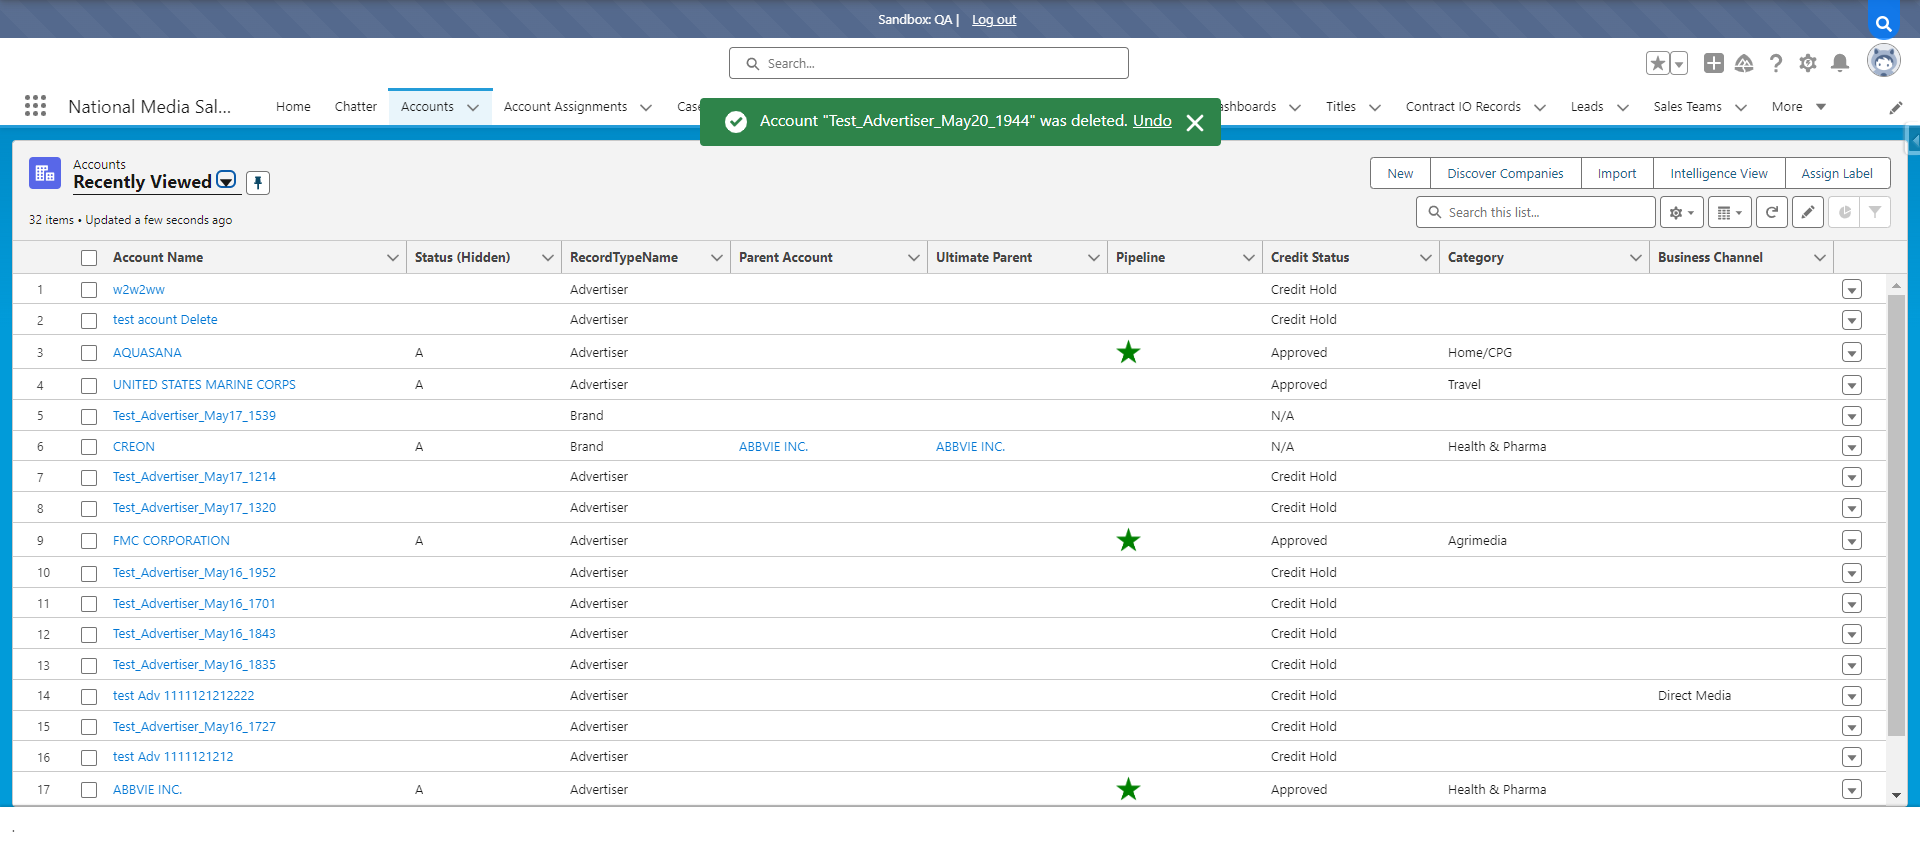 Sandbox: QA | Log out
Search...
National Media Sal... Home Chatter Accounts Account Assignments Cas ashboards Titles Contract IO Records Leads Sales Teams More
Account "Test_Advertiser_May20_1944" was deleted. Undo
Accounts
Recently Viewed
New Discover Companies Import Intelligence View Assign Label
32 items • Updated a few seconds ago
Search this list...
Account Name Status (Hidden) RecordTypeName Parent Account Ultimate Parent Pipeline Credit Status Category Business Channel
1 w2w2ww Advertiser Credit Hold
2 test acount Delete Advertiser Credit Hold
3 AQUASANA A Advertiser Approved Home/CPG
4 UNITED STATES MARINE CORPS A Advertiser Approved Travel
5 Test_Advertiser_May17_1539 Brand N/A
6 CREON A Brand ABBVIE INC. ABBVIE INC. N/A Health & Pharma
7 Test_Advertiser_May17_1214 Advertiser Credit Hold
8 Test_Advertiser_May17_1320 Advertiser Credit Hold
9 FMC CORPORATION A Advertiser Approved Agrimedia
10 Test_Advertiser_May16_1952 Advertiser Credit Hold
11 Test_Advertiser_May16_1701 Advertiser Credit Hold
12 Test_Advertiser_May16_1843 Advertiser Credit Hold
13 Test_Advertiser_May16_1835 Advertiser Credit Hold
14 test Adv 1111121212222 Advertiser Credit Hold Direct Media
15 Test_Advertiser_May16_1727 Advertiser Credit Hold
16 test Adv 1111121212 Advertiser Credit Hold
17 ABBVIE INC. A Advertiser Approved Health & Pharma
.